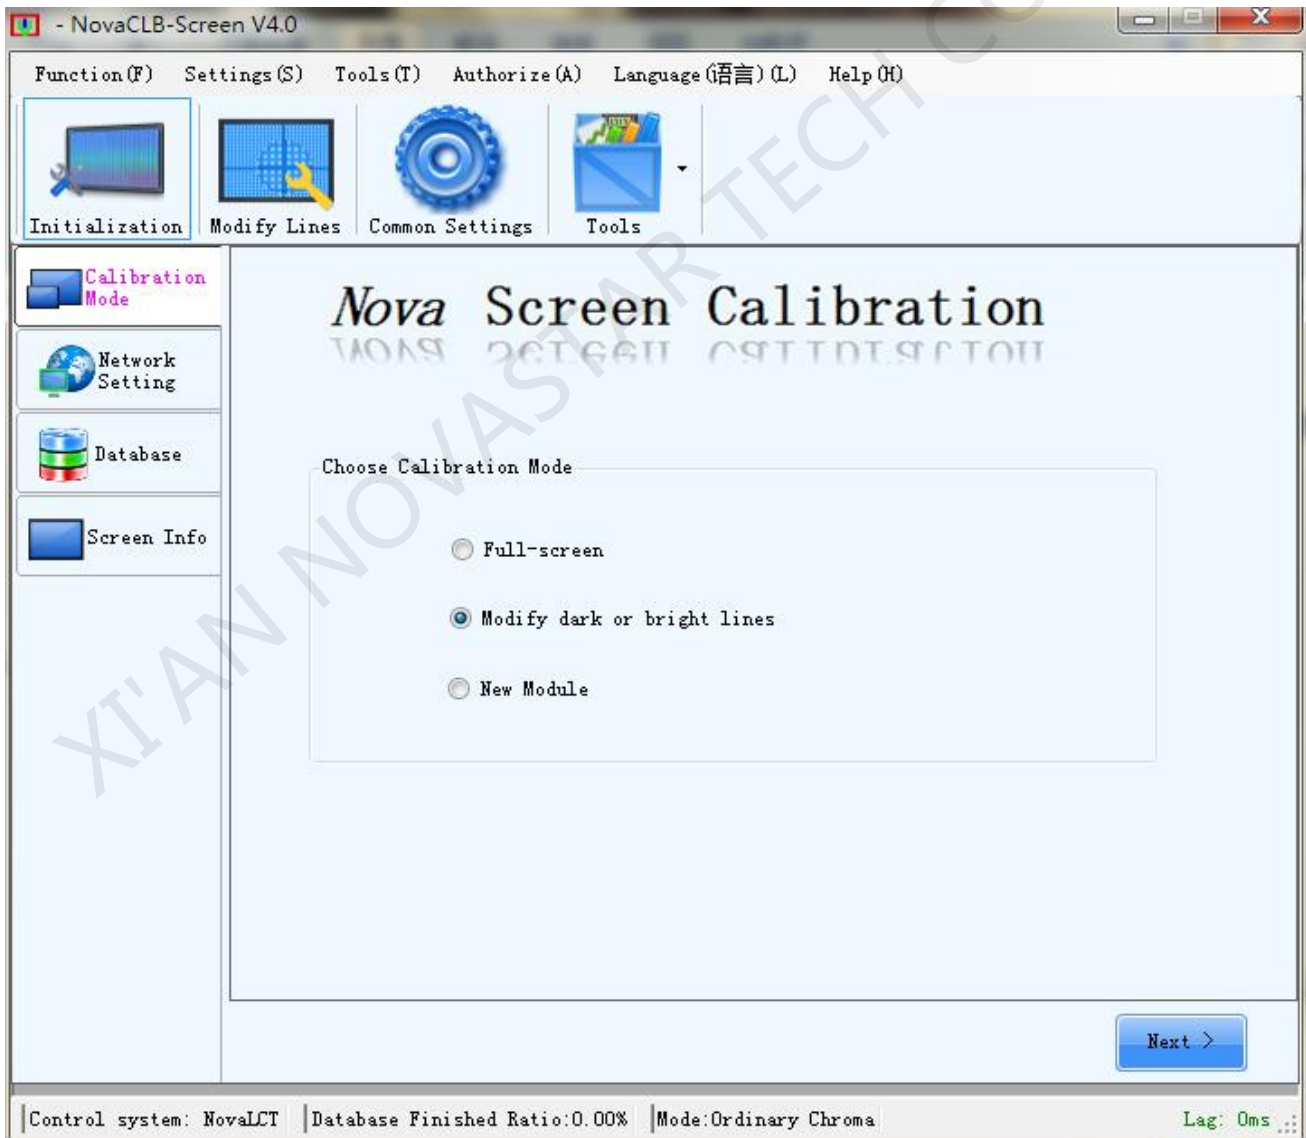 - NovaCLB-Screen V4.0
Function(F) Settings(S) Tools(T) Authorize(A) Language(语言)(L) Help(H)
Initialization Modify Lines Common Settings Tools
Calibration
Mode
Network
Setting
Database
Screen Info
Nova Screen Calibration
Choose Calibration Mode
Full-screen
Modify dark or bright lines
New Module
Next >
Control system: NovaLCT Database Finished Ratio:0.00% Mode:Ordinary Chroma Lag: 0ms
XI'AN NOVASTAR TECH CO